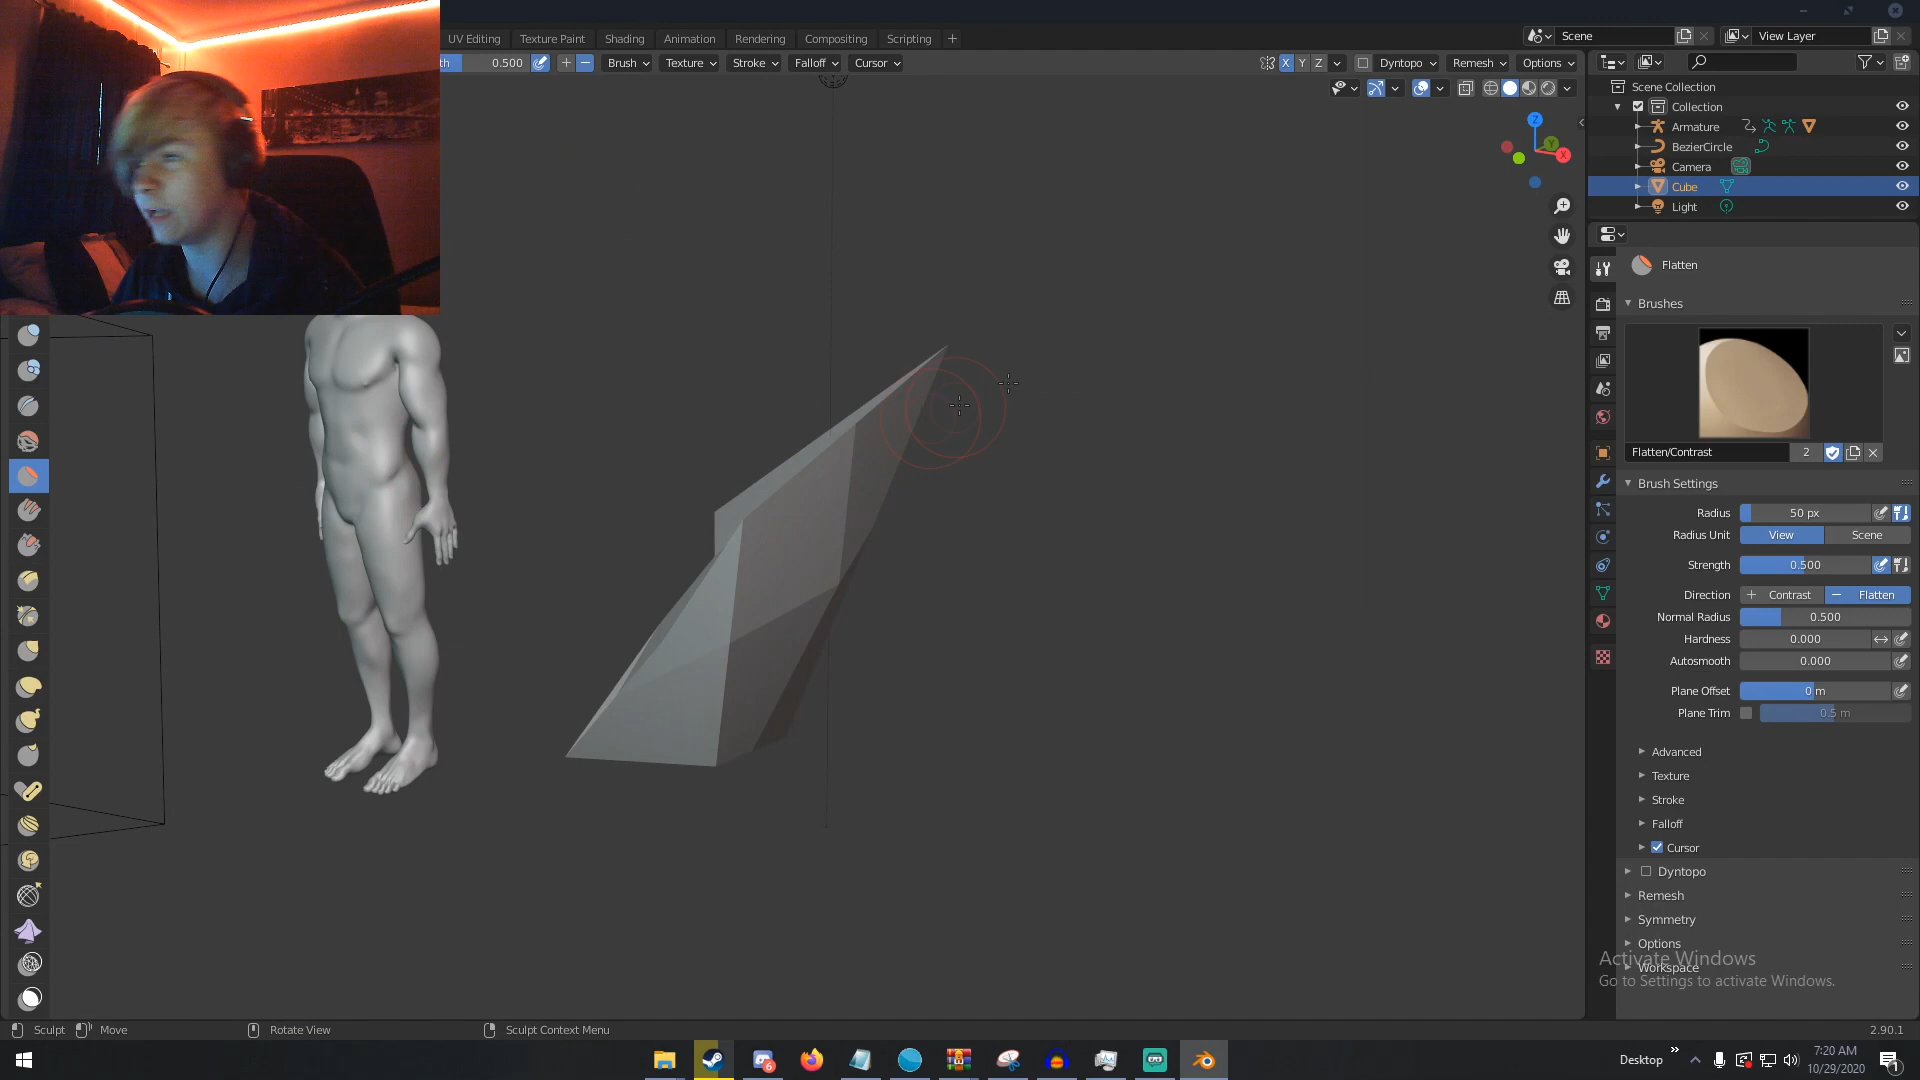 UV Editing Texture Paint Shading Animation Rendering Compositing Scripting +
Scene
View Layer
th 0.500 Brush Texture Stroke Falloff Cursor
X Y Z Dyntopo Remesh Options
Z
Y
X
Scene Collection
Collection
Armature
BezierCircle
Camera
Cube
Light
Flatten
Brushes
Flatten/Contrast 2
Brush Settings
Radius 50 px
Radius Unit View Scene
Strength 0.500
Direction + Contrast − Flatten
Normal Radius 0.500
Hardness 0.000
Autosmooth 0.000
Plane Offset 0 m
Plane Trim 0.5 m
Advanced
Texture
Stroke
Falloff
Cursor
Dyntopo
Remesh
Symmetry
Options
Workspace
Activate Windows
Go to Settings to activate Windows.
Sculpt Move Rotate View Sculpt Context Menu 2.90.1
6
Desktop
7:20 AM
10/29/2020
1